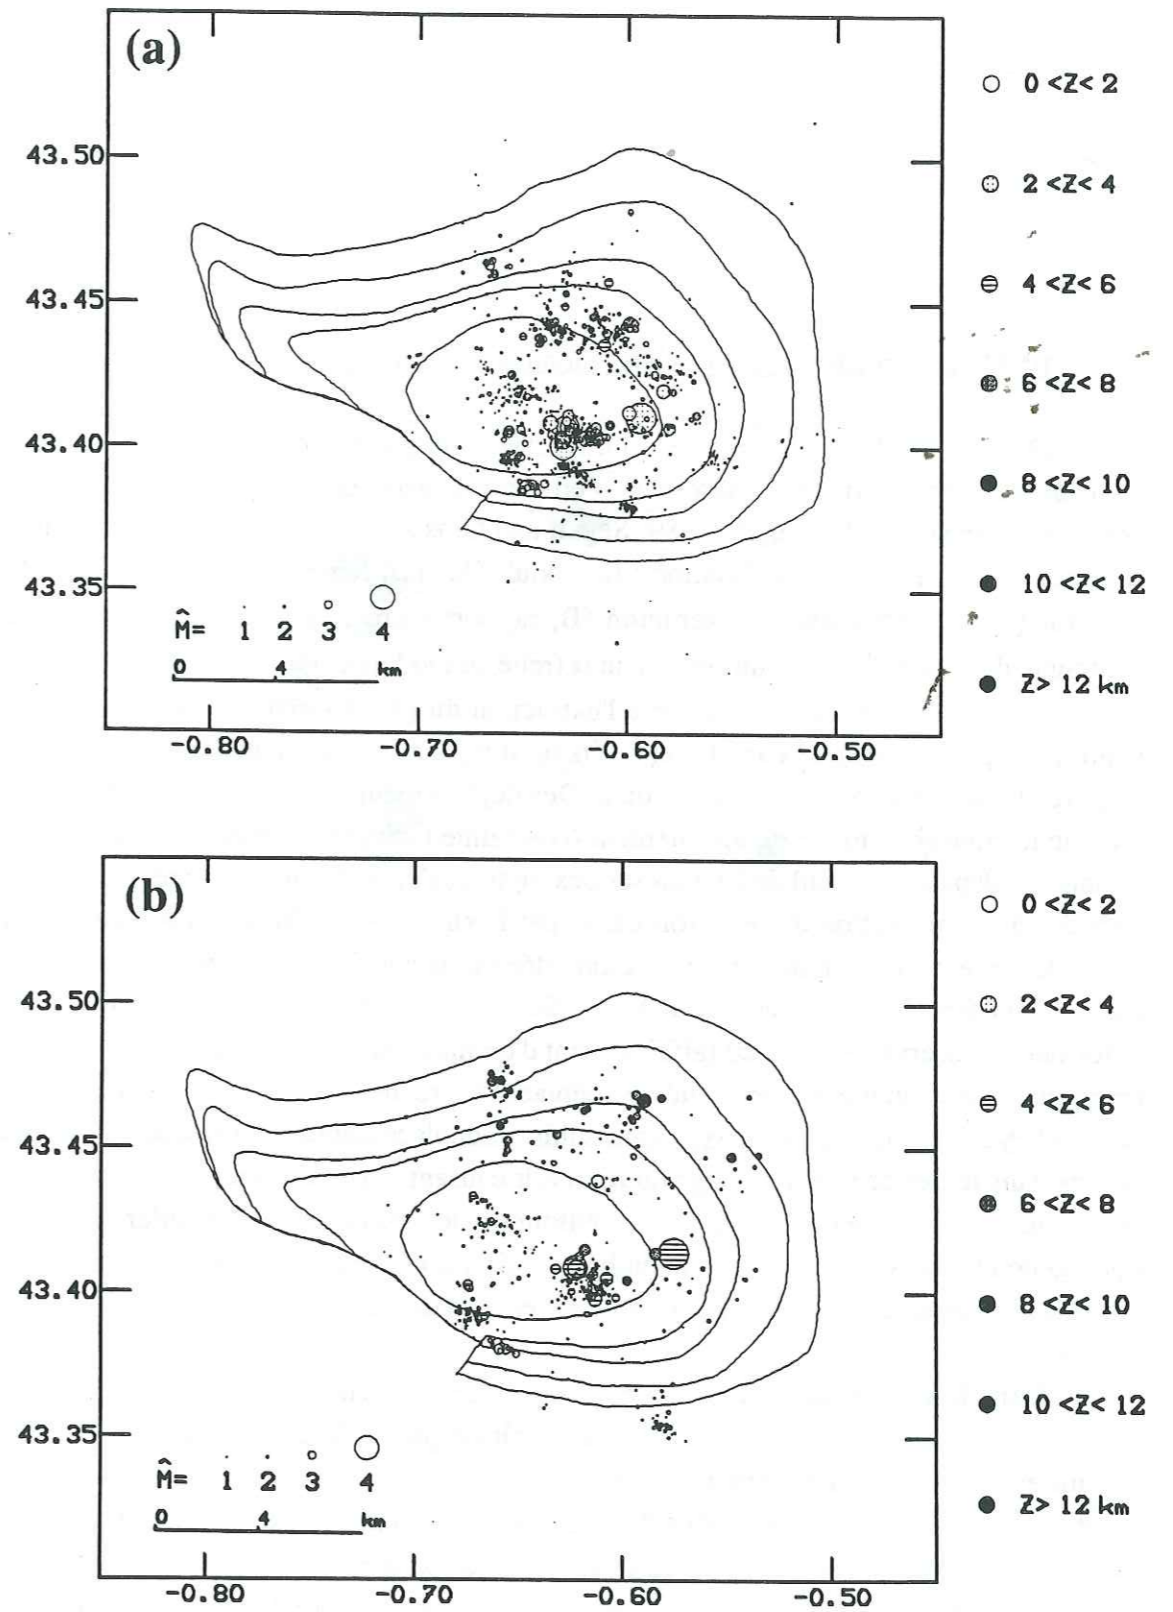 (a)
0 <Z< 2
43.50
2 <Z< 4
4 <Z< 6
43.45
6 <Z< 8
43.40
8 <Z< 10
43.35
10 <Z< 12
M̂= 1 2 3 4
0 4 km
Z> 12 km
-0.80 -0.70 -0.60 -0.50
(b)
0 <Z< 2
43.50
2 <Z< 4
4 <Z< 6
43.45
6 <Z< 8
43.40
8 <Z< 10
10 <Z< 12
43.35
M̂= 1 2 3 4
0 4 km
Z> 12 km
-0.80 -0.70 -0.60 -0.50